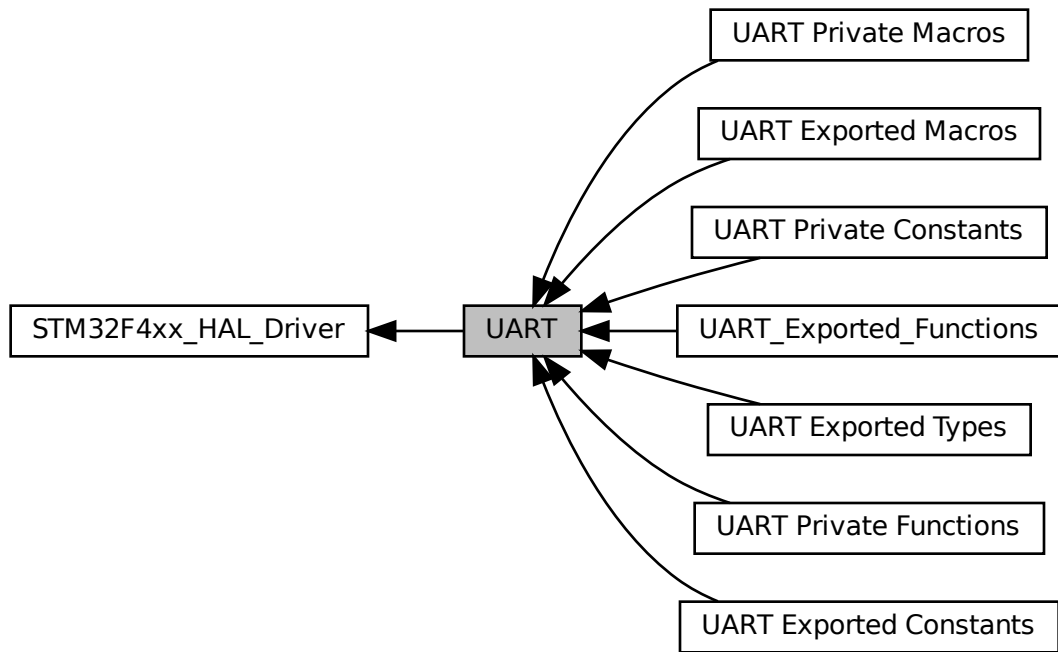 UART Private Macros
UART Exported Macros
UART Private Constants
STM32F4xx_HAL_Driver
UART
UART_Exported_Functions
UART Exported Types
UART Private Functions
UART Exported Constants